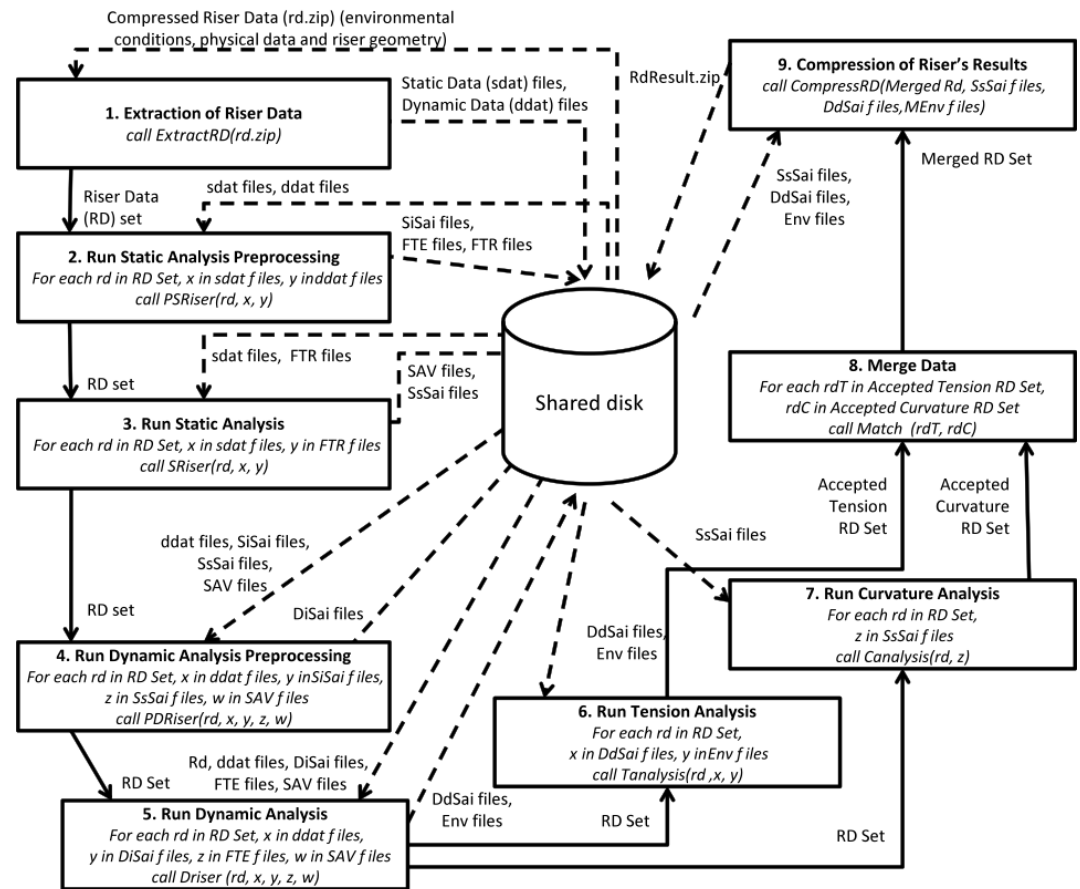 Compressed Riser Data (rd.zip) (environmental
conditions, physical data and riser geometry)
1. Extraction of Riser Data
call ExtractRD(rd.zip)
Static Data (sdat) files,
Dynamic Data (ddat) files
RdResult.zip
9. Compression of Riser's Results
call CompressRD(Merged Rd, SsSai files,
DdSai files,MEnv files)
Riser Data
(RD) set
sdat files, ddat files
SiSai files,
FTE files, FTR files
SsSai files,
DdSai files,
Env files
Merged RD Set
2. Run Static Analysis Preprocessing
For each rd in RD Set, x in sdat files, y inddat files
call PSRiser(rd, x, y)
RD set
sdat files, FTR files
SAV files,
SsSai files
Shared disk
3. Run Static Analysis
For each rd in RD Set, x in sdat files, y in FTR files
call SRiser(rd, x, y)
8. Merge Data
For each rdT in Accepted Tension RD Set,
rdC in Accepted Curvature RD Set
call Match (rdT, rdC)
Accepted
Tension
RD Set
Accepted
Curvature
RD Set
ddat files, SiSai files,
SsSai files,
SAV files
SsSai files
RD set
DiSai files
7. Run Curvature Analysis
For each rd in RD Set,
z in SsSai files
call Canalysis(rd, z)
4. Run Dynamic Analysis Preprocessing
For each rd in RD Set, x in ddat files, y inSiSai files,
z in SsSai files, w in SAV files
call PDRiser(rd, x, y, z, w)
DdSai files,
Env files
6. Run Tension Analysis
For each rd in RD Set,
x in DdSai files, y inEnv files
call Tanalysis(rd ,x, y)
RD Set
Rd, ddat files, DiSai files,
FTE files, SAV files
DdSai files,
Env files
RD Set
RD Set
5. Run Dynamic Analysis
For each rd in RD Set, x in ddat files,
y in DiSai files, z in FTE files, w in SAV files
call Driser (rd, x, y, z, w)